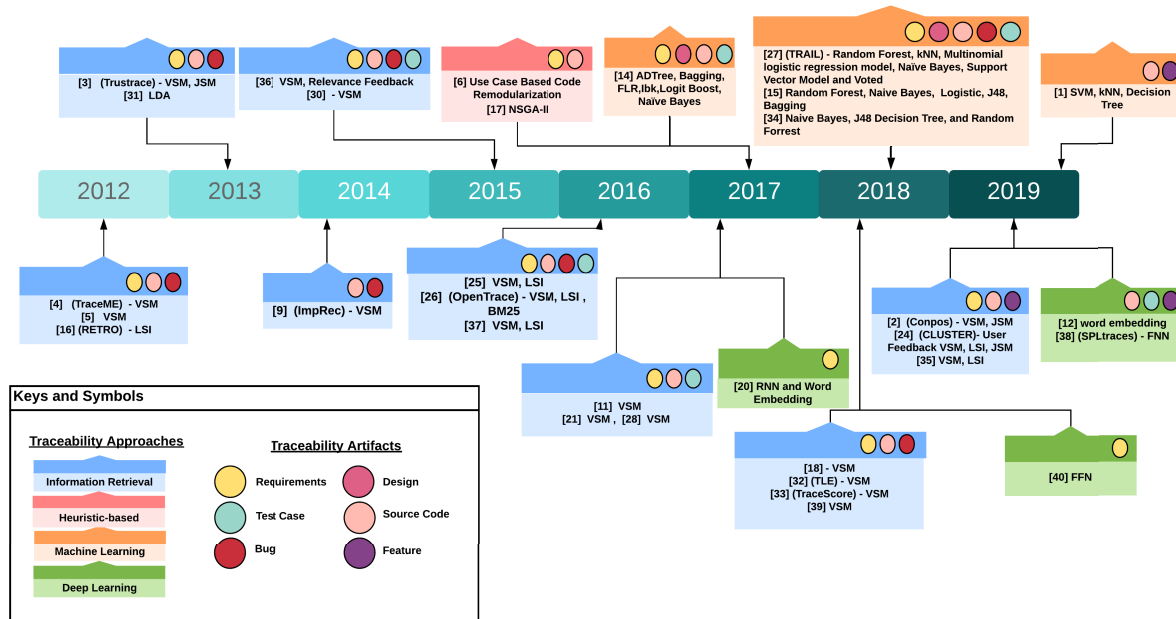 [3] (Trustrace) - VSM, JSM
[31] LDA
[36] VSM, Relevance Feedback
[30] - VSM
[6] Use Case Based Code
Remodularization
[17] NSGA-II
[14] ADTree, Bagging,
FLR,Ibk,Logit Boost,
Naïve Bayes
[27] (TRAIL) - Random Forest, kNN, Multinomial
logistic regression model, Naïve Bayes, Support
Vector Model and Voted
[15] Random Forest, Naive Bayes, Logistic, J48,
Bagging
[34] Naive Bayes, J48 Decision Tree, and Random
Forrest
[1] SVM, kNN, Decision
Tree
2012
2013
2014
2015
2016
2017
2018
2019
[4] (TraceME) - VSM
[5] VSM
[16] (RETRO) - LSI
[9] (ImpRec) - VSM
[25] VSM, LSI
[26] (OpenTrace) - VSM, LSI ,
BM25
[37] VSM, LSI
[11] VSM
[21] VSM , [28] VSM
[20] RNN and Word
Embedding
[2] (Conpos) - VSM, JSM
[24] (CLUSTER)- User
Feedback VSM, LSI, JSM
[35] VSM, LSI
[12] word embedding
[38] (SPLtraces) - FNN
[18] - VSM
[32] (TLE) - VSM
[33] (TraceScore) - VSM
[39] VSM
[40] FFN
Keys and Symbols
Traceability Approaches
Information Retrieval
Heuristic-based
Machine Learning
Deep Learning
Traceability Artifacts
Requirements
Design
Test Case
Source Code
Bug
Feature